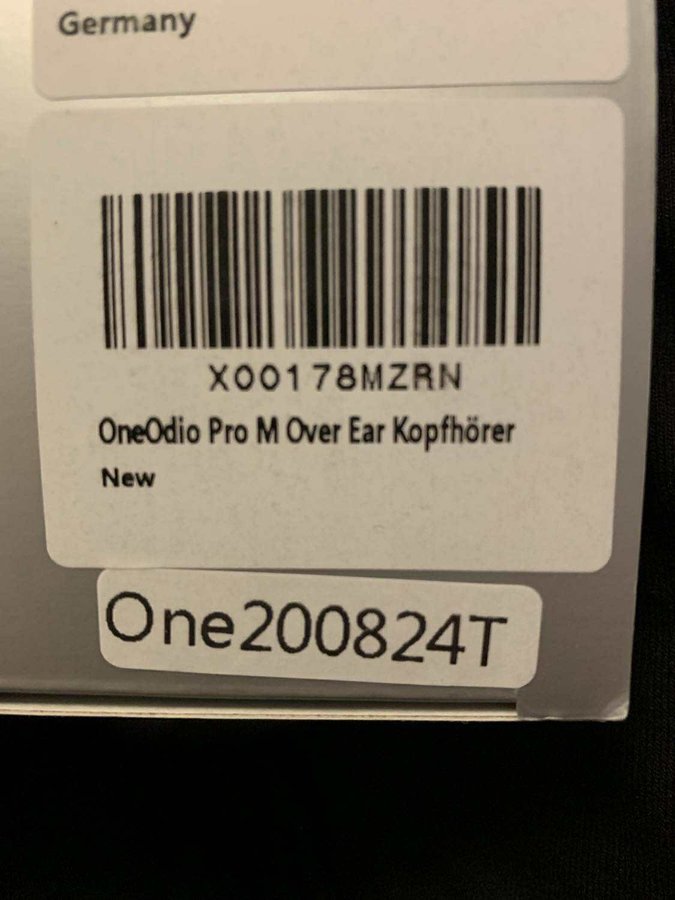 Germany
X00178MZRN
OneOdio Pro M Over Ear Kopfhörer
New
One200824T